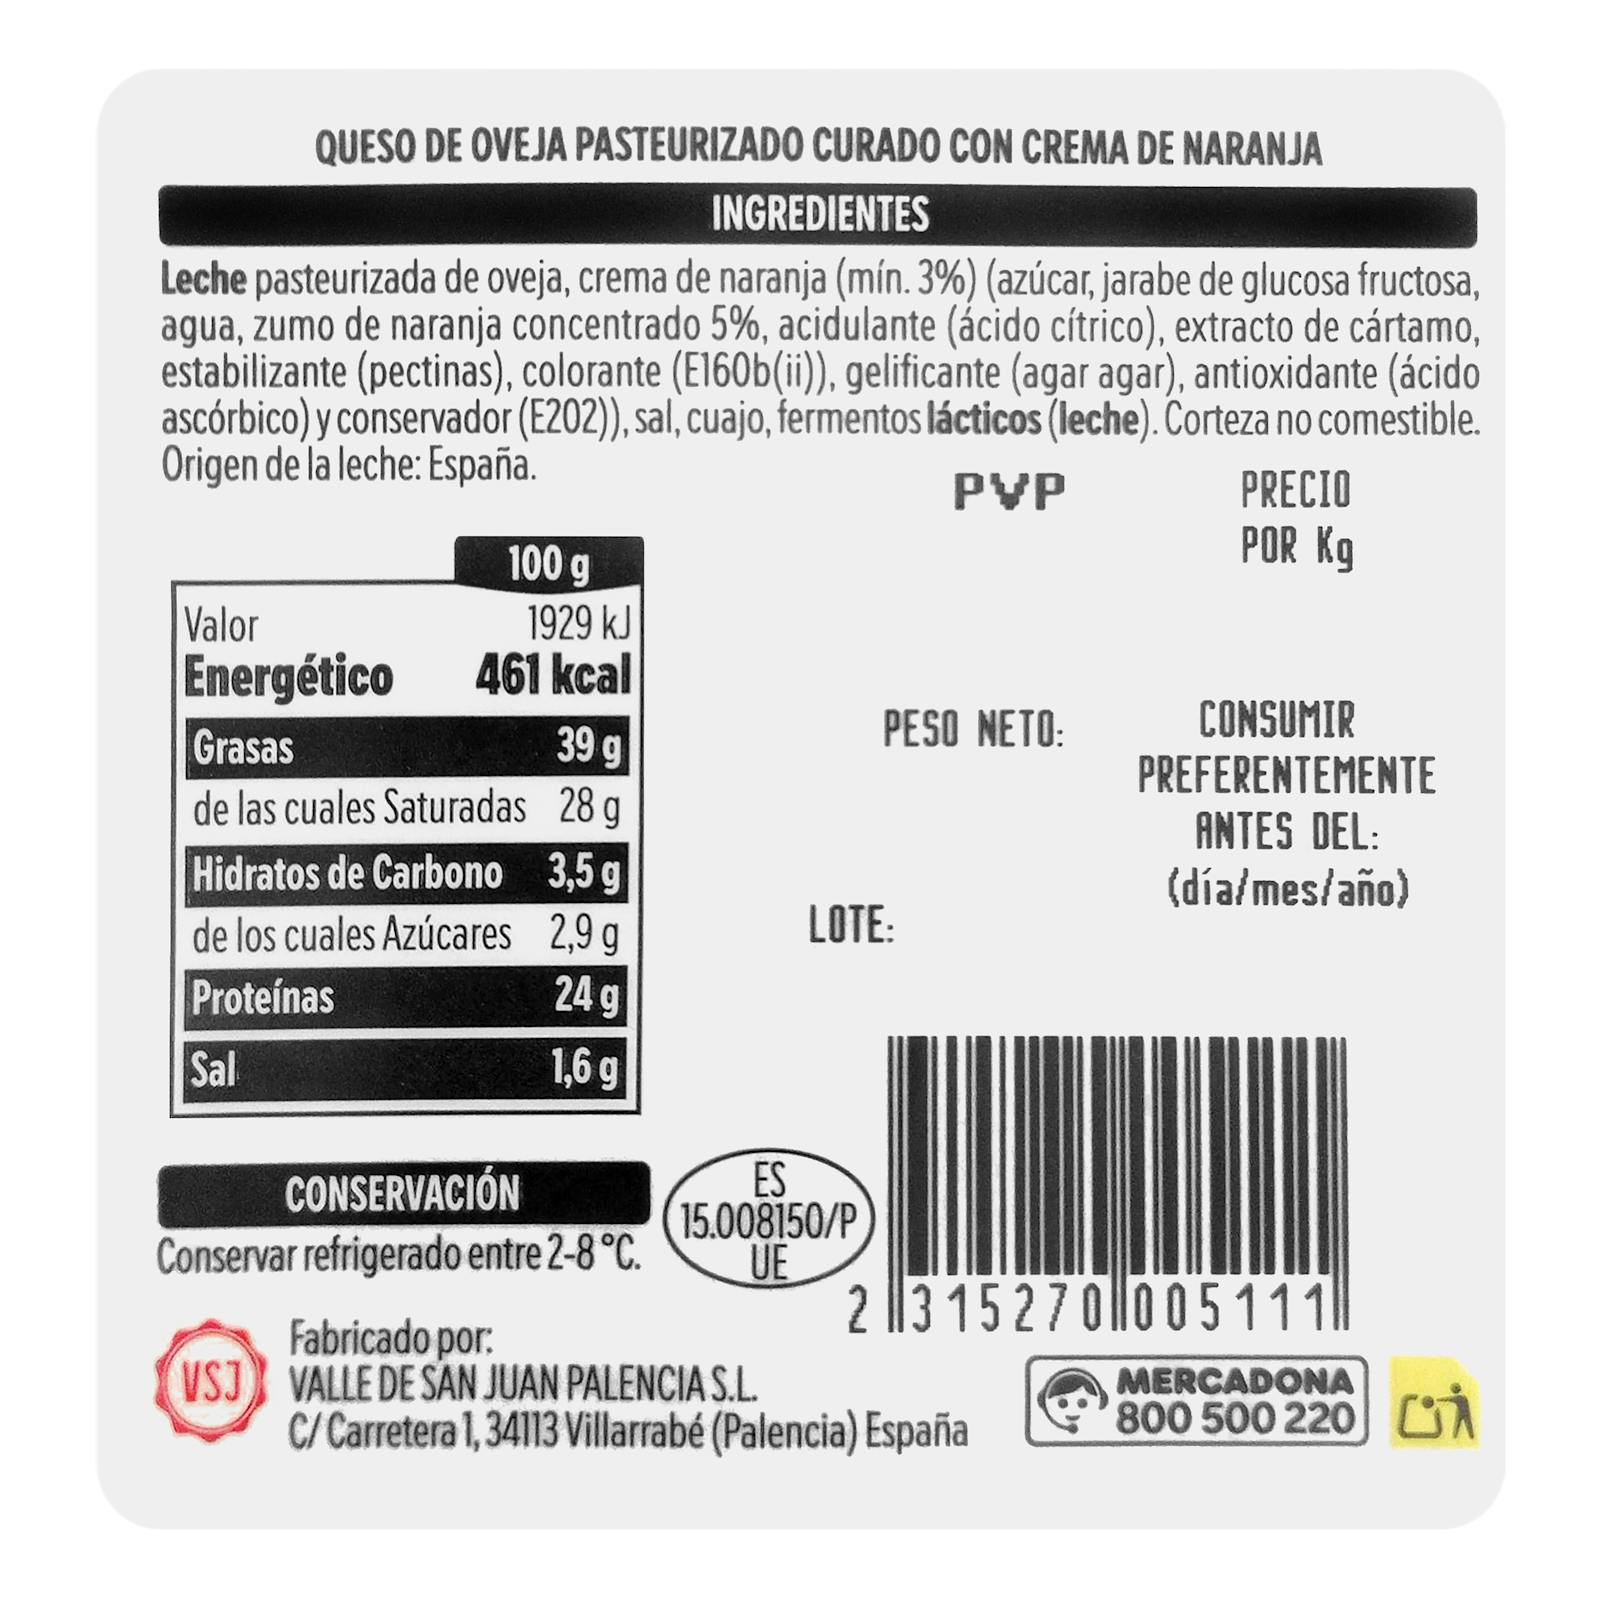 QUESO DE OVEJA PASTEURIZADO CURADO CON CREMA DE NARANJA
INGREDIENTES
Leche pasteurizada de oveja, crema de naranja (mín. 3%) (azúcar, jarabe de glucosa fructosa,
agua, zumo de naranja concentrado 5%, acidulante (ácido cítrico), extracto de cártamo,
estabilizante (pectinas), colorante (E160b(ii)), gelificante (agar agar), antioxidante (ácido
ascórbico) y conservador (E202)), sal, cuajo, fermentos lácticos (leche). Corteza no comestible.
Origen de la leche: España.
PVP
PRECIO
POR Kg
100 g
Valor 1929 kJ
Energético 461 kcal
Grasas 39 g
de las cuales Saturadas 28 g
Hidratos de Carbono 3,5 g
de los cuales Azúcares 2,9 g
Proteínas 24 g
Sal 1,6 g
PESO NETO:
CONSUMIR
PREFERENTEMENTE
ANTES DEL:
(día/mes/año)
LOTE:
CONSERVACIÓN
Conservar refrigerado entre 2-8 °C.
ES
15.008150/P
UE
2 315270 005111
VSJ
Fabricado por:
VALLE DE SAN JUAN PALENCIA S.L.
C/ Carretera 1, 34113 Villarrabé (Palencia) España
MERCADONA
800 500 220